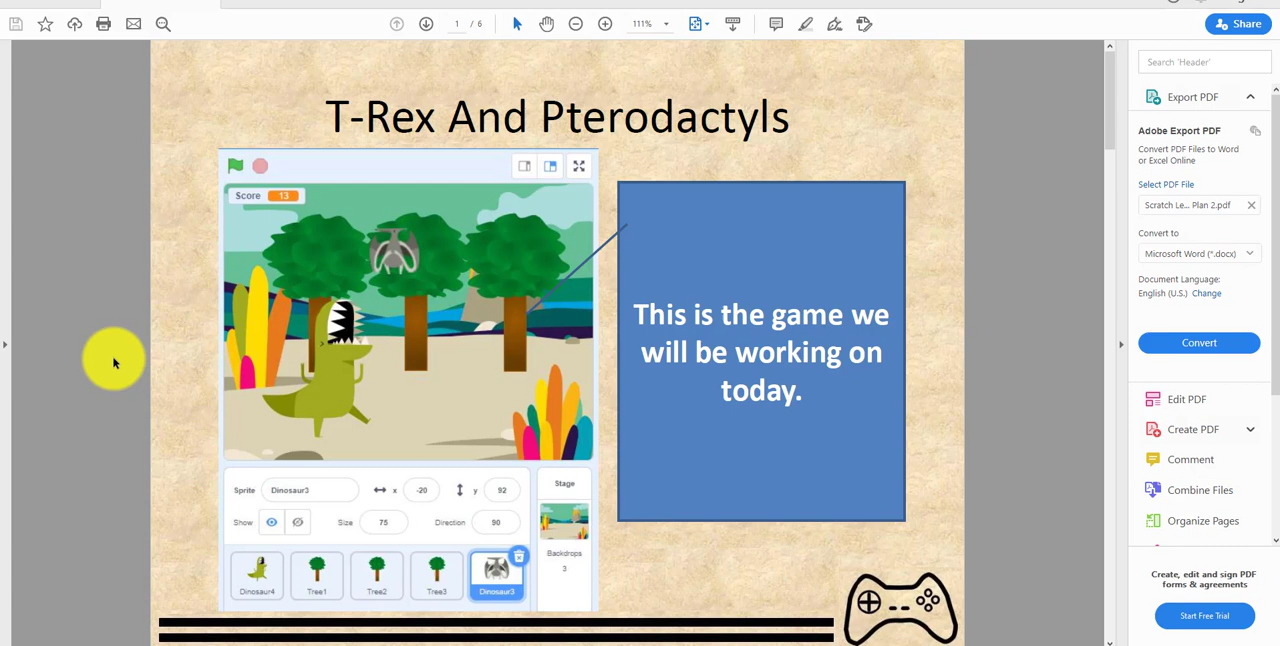 1 / 6
111%
Share
T-Rex And Pterodactyls
Score 13
This is the game we
will be working on
today.
Sprite Dinosaur3 x -20 y 92
Show Size 75 Direction 90
Dinosaur4 Tree1 Tree2 Tree3 Dinosaur3
Stage
Backdrops
3
Search 'Header'
Export PDF
Adobe Export PDF
Convert PDF Files to Word
or Excel Online
Select PDF File
Scratch Le... Plan 2.pdf
Convert to
Microsoft Word (*.docx)
Document Language:
English (U.S.) Change
Convert
Edit PDF
Create PDF
Comment
Combine Files
Organize Pages
Create, edit and sign PDF
forms & agreements
Start Free Trial